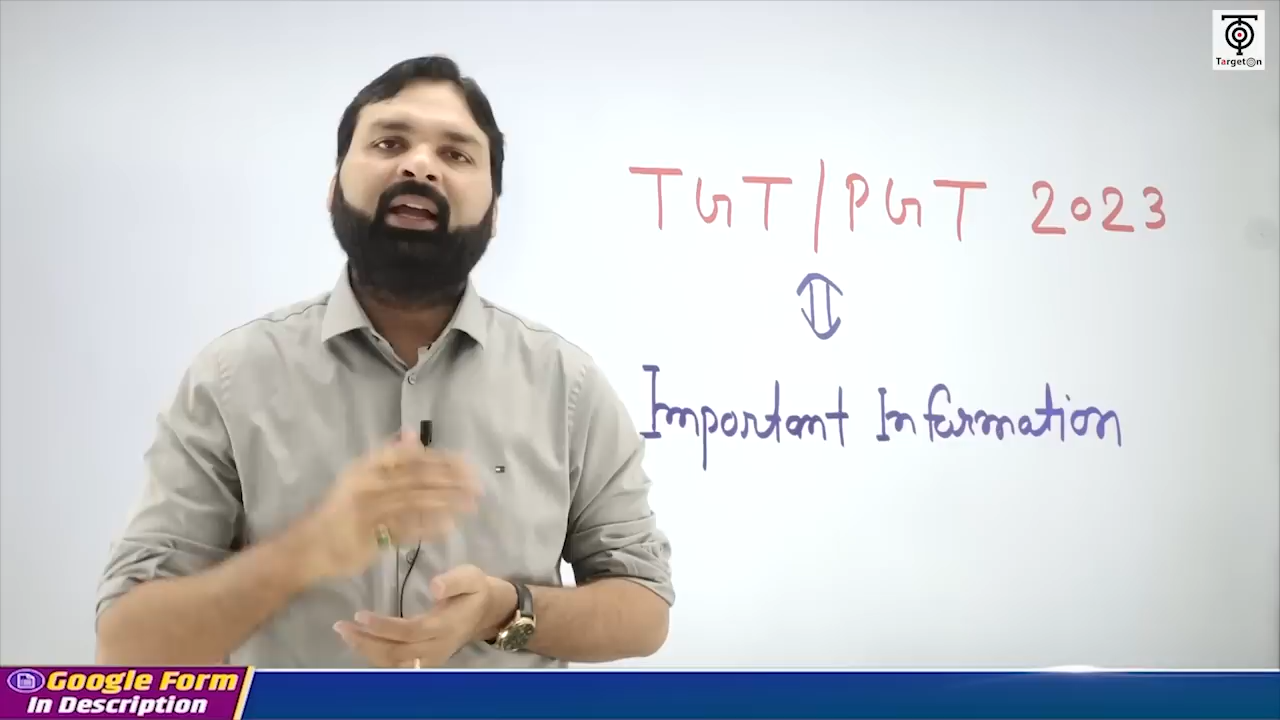 TargetOn
TGT/PGT 2023
Important Information
Google Form
In Description